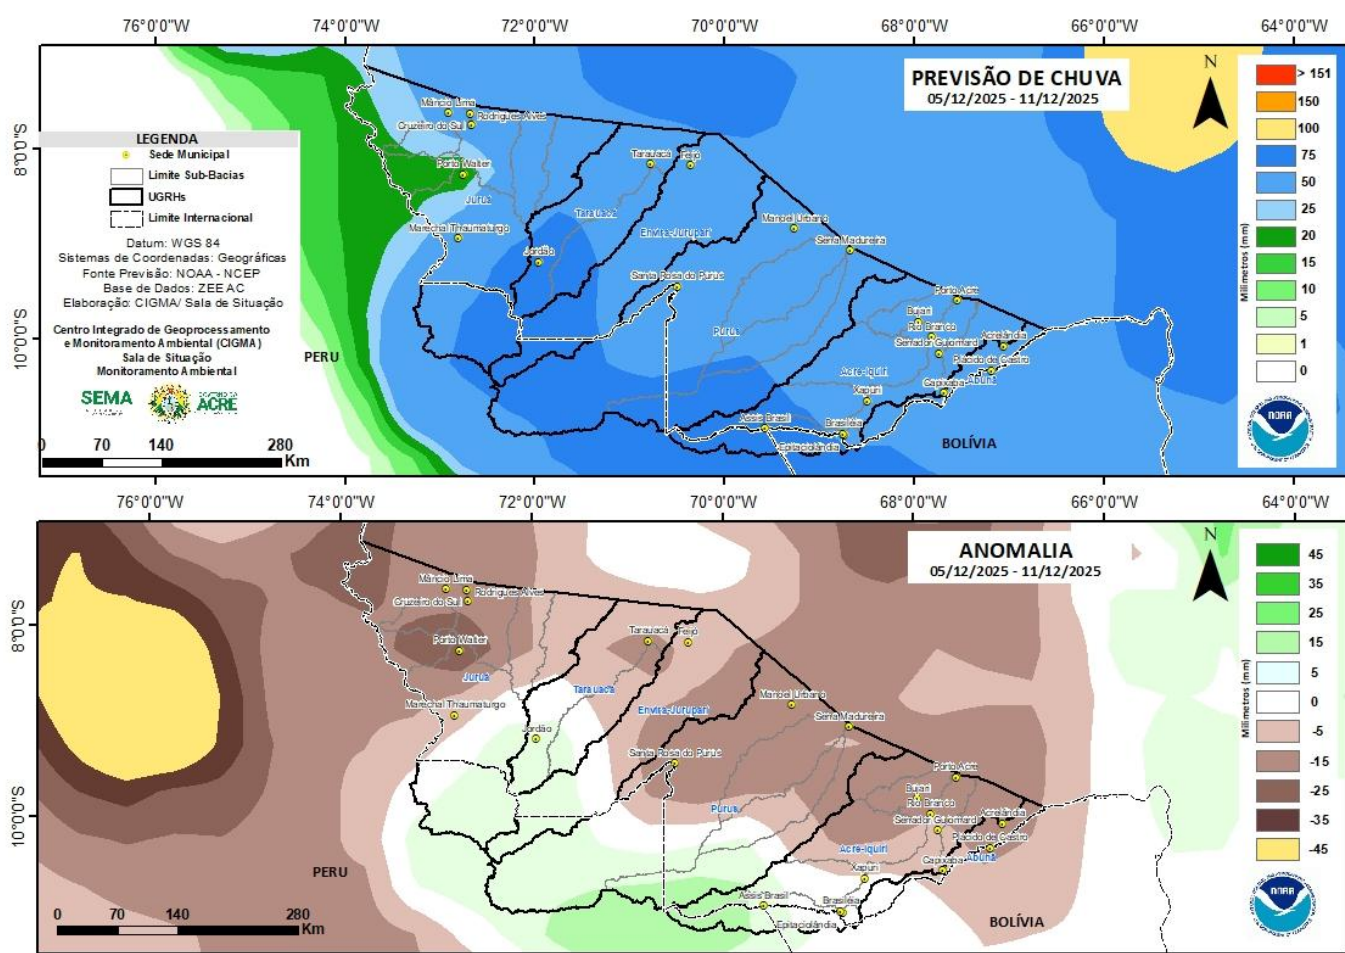 76°0'0"W 74°0'0"W 72°0'0"W 70°0'0"W 68°0'0"W 66°0'0"W 64°0'0"W
PREVISÃO DE CHUVA
05/12/2025 - 11/12/2025
N
8°0'0"S
10°0'0"S
LEGENDA
Sede Municipal
Limite Sub-Bacias
UGRHs
Limite Internacional
Datum: WGS 84
Sistemas de Coordenadas: Geográficas
Fonte Previsão: NOAA - NCEP
Base de Dados: ZEE AC
Elaboração: CIGMA/ Sala de Situação
Centro Integrado de Geoprocessamento
e Monitoramento Ambiental (CIGMA)
Sala de Situação
Monitoramento Ambiental
SEMA
ACRE
0 70 140 280
Km
PERU
BOLÍVIA
Mâncio Lima
Rodrigues Alves
Cruzeiro do Sul
Porto Walter
Juruá
Marechal Thaumaturgo
Tarauacá
Feijó
Tarauacá
Jordão
Envira-Jurupari
Manoel Urbano
Sena Madureira
Santa Rosa do Purus
Purus
Porto Acre
Bujari
Rio Branco
Acrelândia
Senador Guiomard
Plácido de Castro
Acre-Iquiri
Capixaba
Abunã
Xapuri
Assis Brasil
Brasiléia
Epitaciolândia
Milímetros (mm)
> 151
150
100
75
50
25
20
15
10
5
1
0
NOAA
76°0'0"W 74°0'0"W 72°0'0"W 70°0'0"W 68°0'0"W 66°0'0"W 64°0'0"W
ANOMALIA
05/12/2025 - 11/12/2025
N
8°0'0"S
10°0'0"S
Mâncio Lima
Rodrigues Alves
Cruzeiro do Sul
Porto Walter
Juruá
Marechal Thaumaturgo
Tarauacá
Feijó
Tarauacá
Jordão
Envira-Jurupari
Manoel Urbano
Sena Madureira
Santa Rosa do Purus
Purus
Porto Acre
Bujari
Rio Branco
Acrelândia
Senador Guiomard
Plácido de Castro
Acre-Iquiri
Capixaba
Abunã
Xapuri
Assis Brasil
Brasiléia
Epitaciolândia
PERU
BOLÍVIA
0 70 140 280
Km
Milímetros (mm)
45
35
25
15
5
0
-5
-15
-25
-35
-45
NOAA